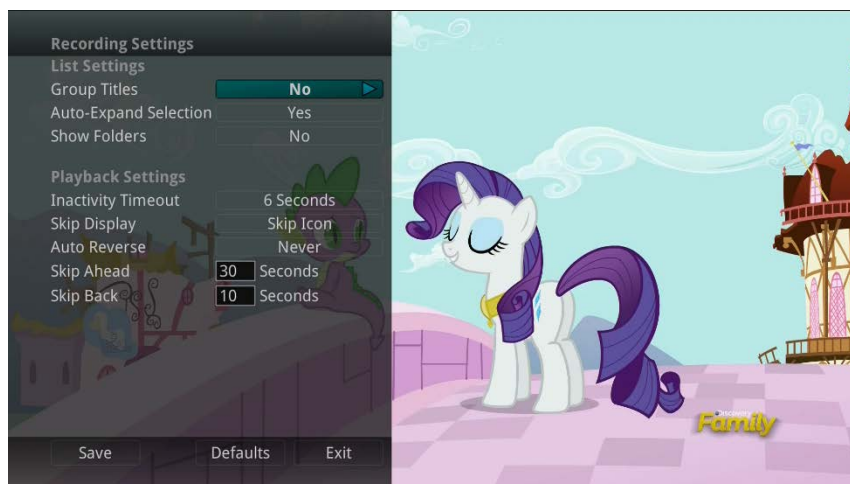 Recording Settings
List Settings
Group Titles No
Auto-Expand Selection Yes
Show Folders No
Playback Settings
Inactivity Timeout 6 Seconds
Skip Display Skip Icon
Auto Reverse Never
Skip Ahead 30 Seconds
Skip Back 10 Seconds
Save Defaults Exit
Discovery
Family